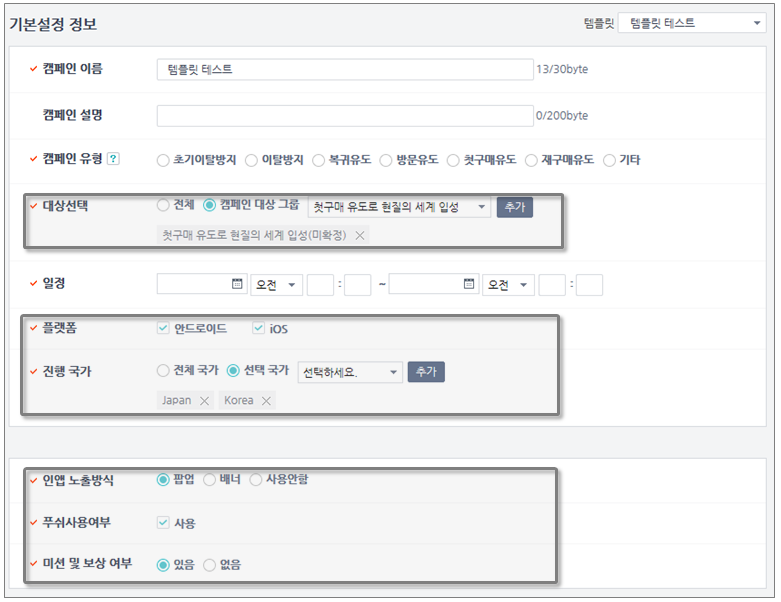 기본설정 정보 템플릿 템플릿 테스트
캠페인 이름 템플릿 테스트 13/30byte
캠페인 설명 0/200byte
캠페인 유형 ? 초기이탈방지 이탈방지 복귀유도 방문유도 첫구매유도 재구매유도 기타
대상선택 전체 캠페인 대상 그룹 첫구매 유도로 현질의 세계 입성 추가
첫구매 유도로 현질의 세계 입성(미확정)
일정 오전 : ~ 오전 :
플랫폼 안드로이드 iOS
진행 국가 전체 국가 선택 국가 선택하세요. 추가
Japan Korea
인앱 노출방식 팝업 배너 사용안함
푸쉬사용여부 사용
미션 및 보상 여부 있음 없음